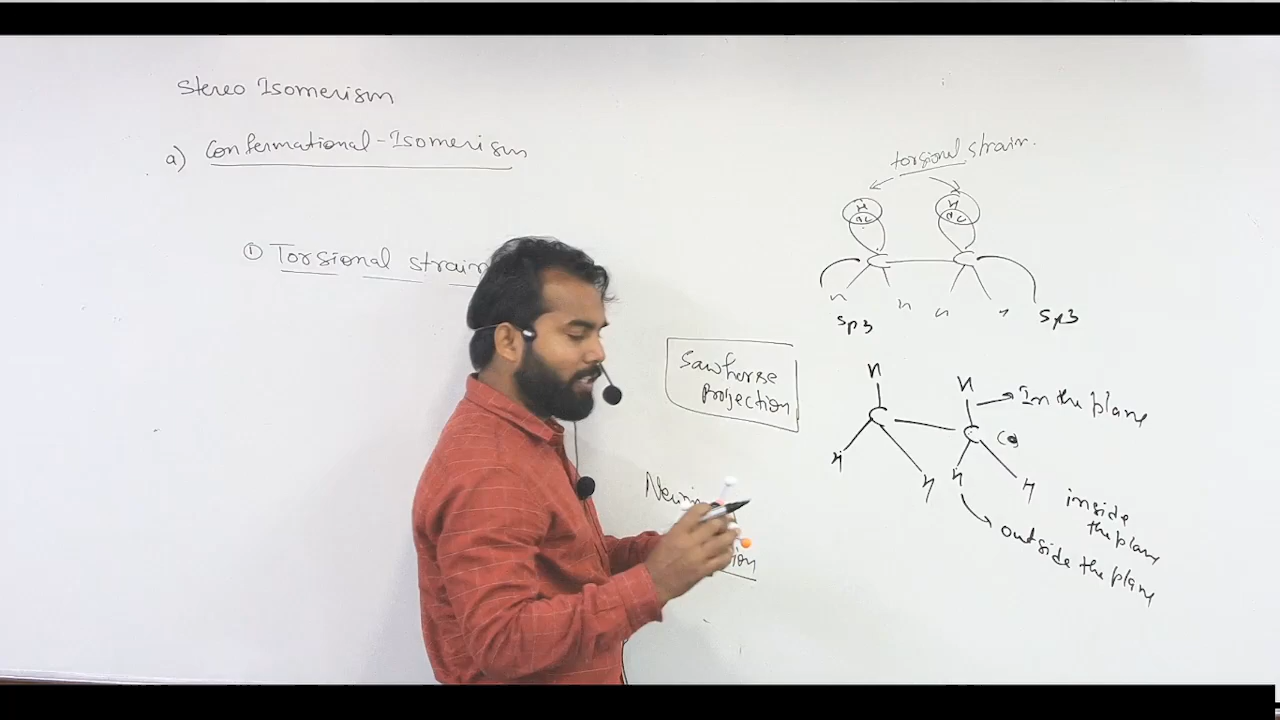 Stereo Isomerism
a) Conformational-Isomerism
① Torsional strain
torsional strain.
H H
C C
H H H H
sp3 sp3
Sawhorse
projection
H H In the plane
C C
H H H H
inside
the plane
outside the plane